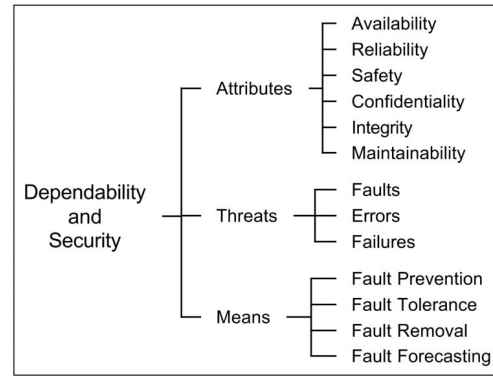 Dependability
and
Security
Attributes
Availability
Reliability
Safety
Confidentiality
Integrity
Maintainability
Threats
Faults
Errors
Failures
Means
Fault Prevention
Fault Tolerance
Fault Removal
Fault Forecasting